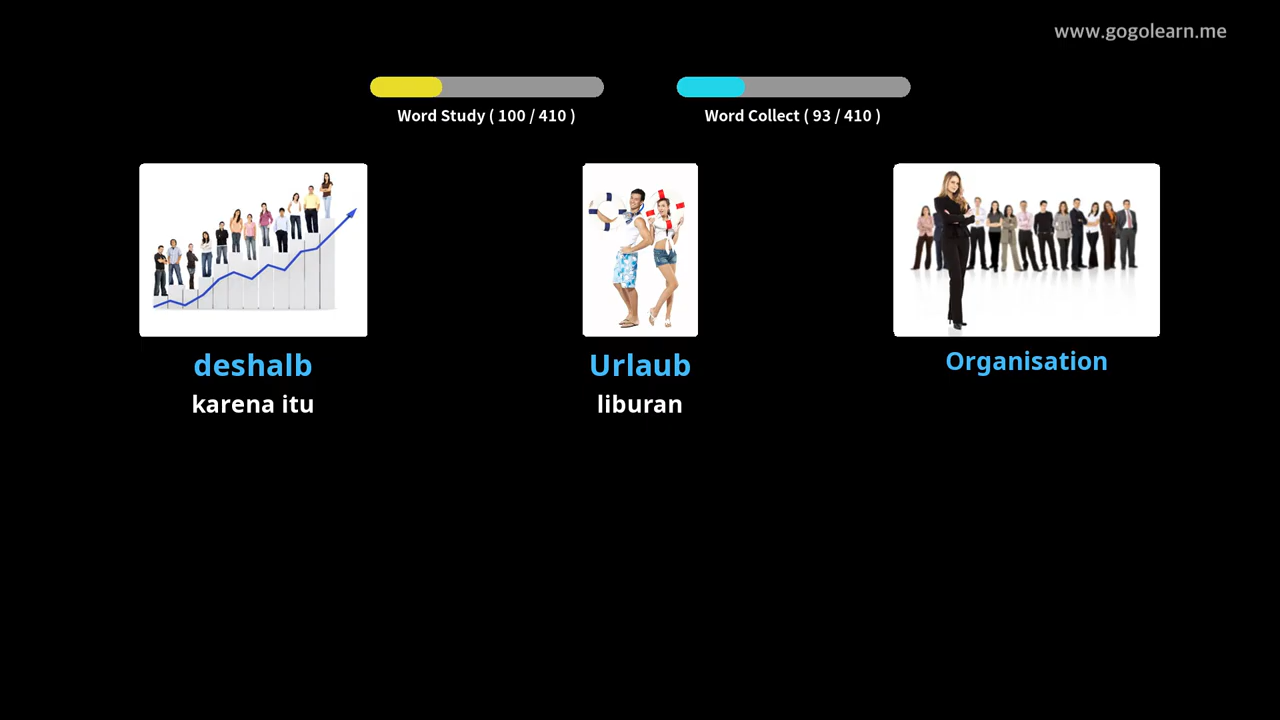 www.gogolearn.me
Word Study ( 100 / 410 )
Word Collect ( 93 / 410 )
deshalb
Urlaub
Organisation
karena itu
liburan